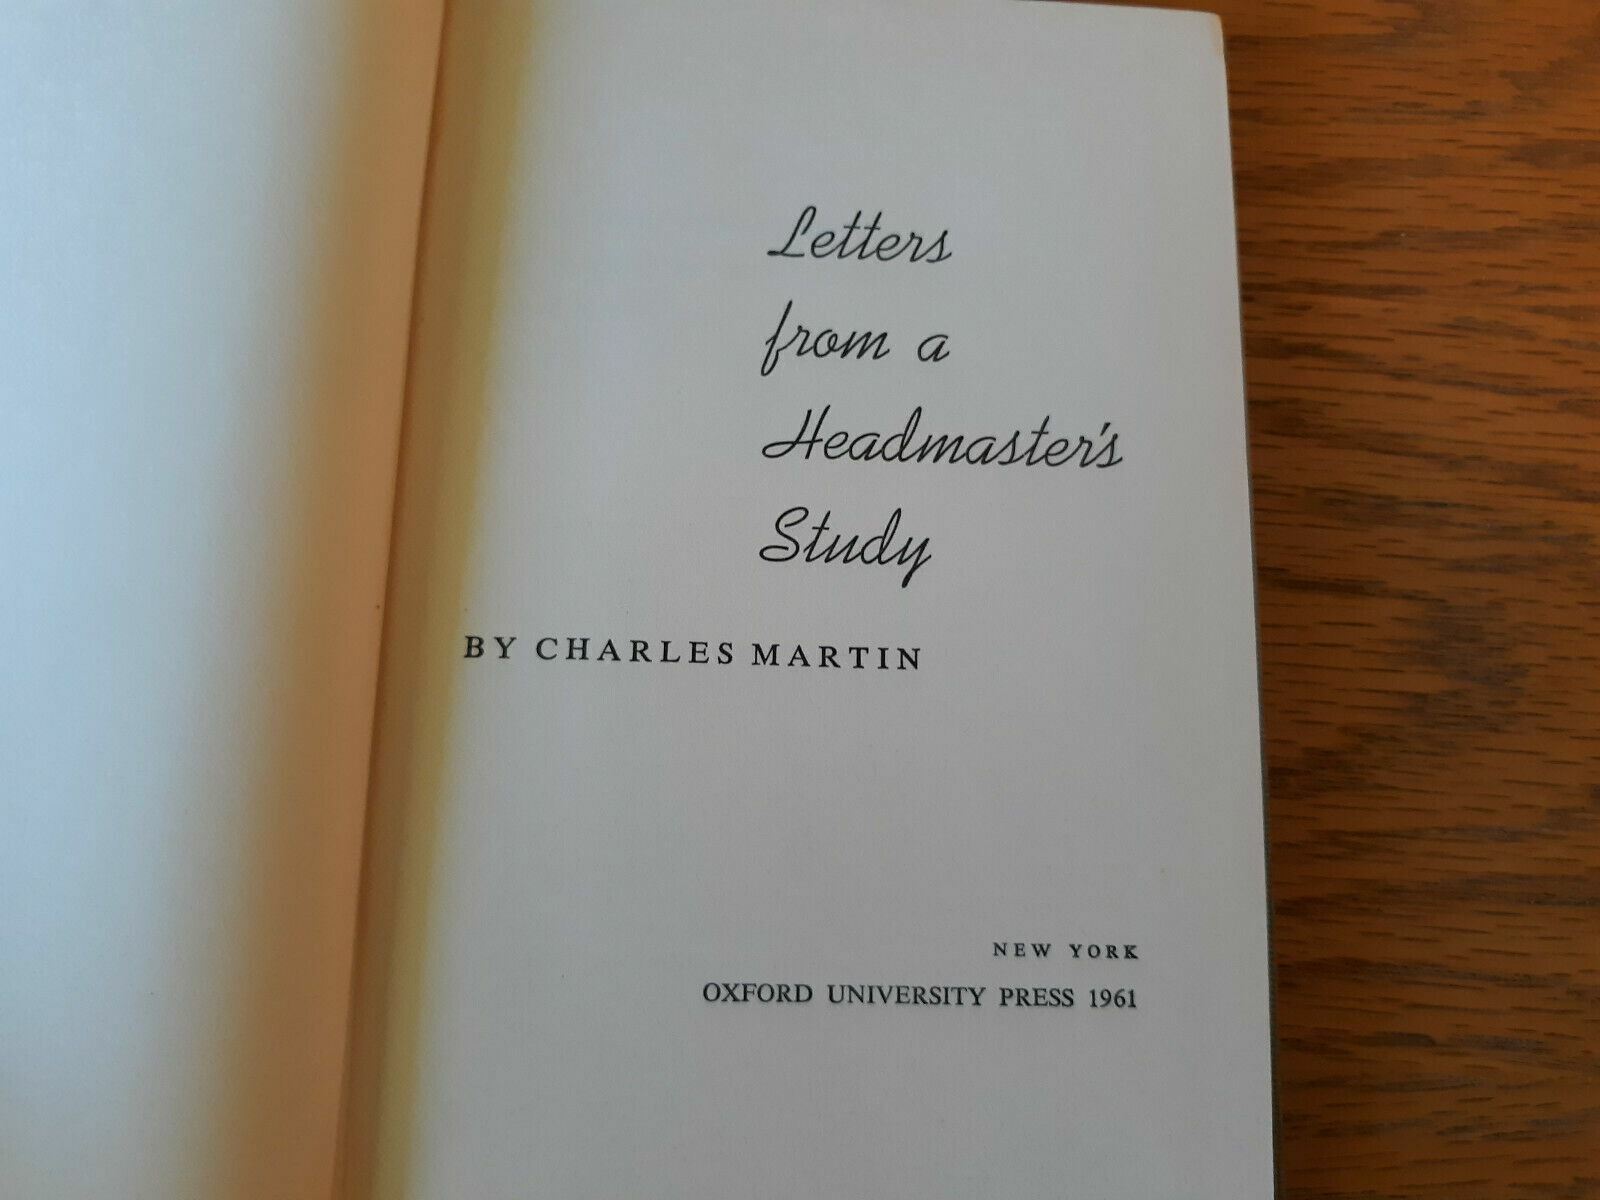 Letters
from a
Headmaster's
Study
BY CHARLES MARTIN
NEW YORK
OXFORD UNIVERSITY PRESS 1961